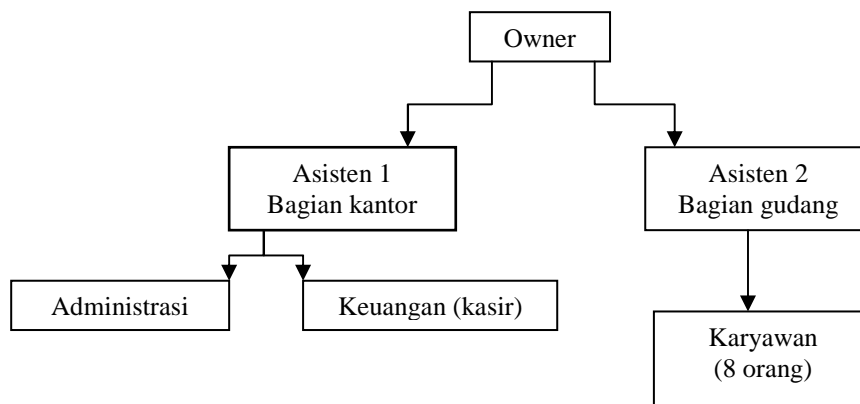 Owner
Asisten 1
Bagian kantor
Asisten 2
Bagian gudang
Administrasi
Keuangan (kasir)
Karyawan
(8 orang)